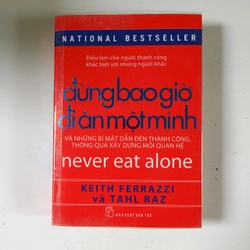 NATIONAL BESTSELLER
Điều làm cho người thành công
khác biệt với những người khác
đừng bao giờ
đi ăn một mình
VÀ NHỮNG BÍ MẬT DẪN ĐẾN THÀNH CÔNG,
THÔNG QUA XÂY DỰNG MỐI QUAN HỆ
never eat alone
KEITH FERRAZZI
VÀ TAHL RAZ
NHÀ XUẤT BẢN TRẺ